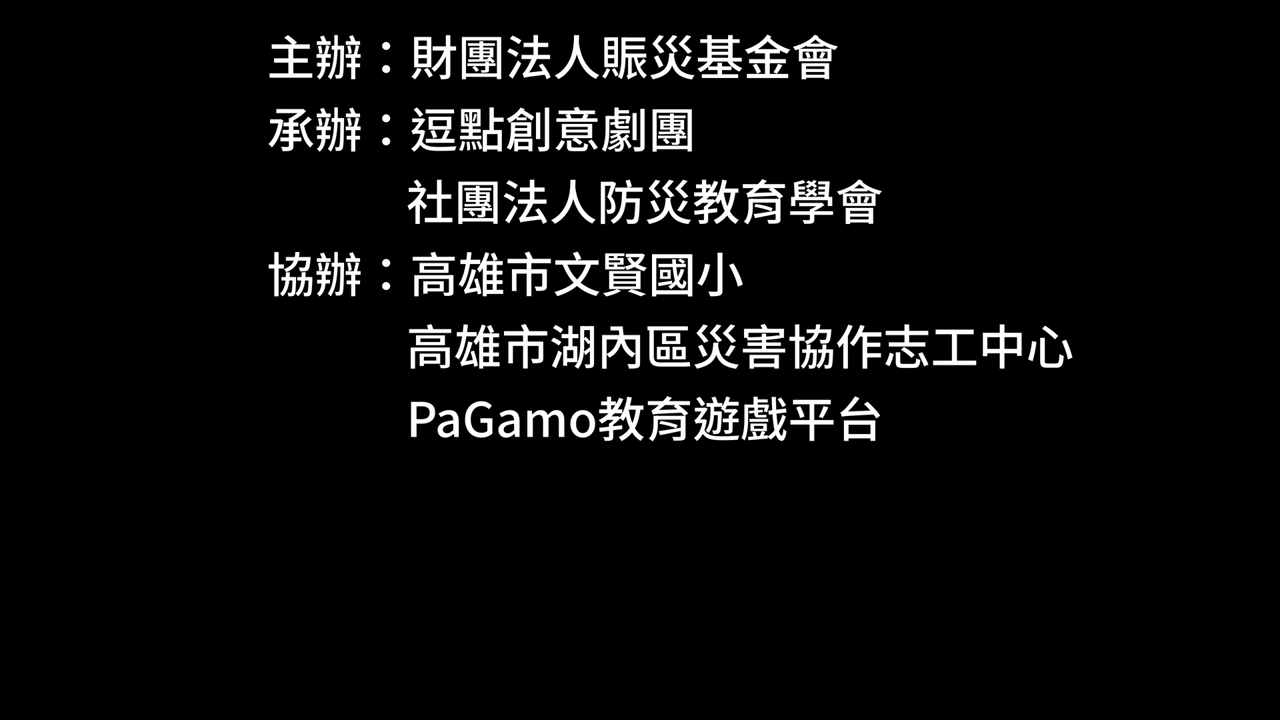 主辦：財團法人賑災基金會
承辦：逗點創意劇團
社團法人防災教育學會
協辦：高雄市文賢國小
高雄市湖內區災害協作志工中心
PaGamo教育遊戲平台